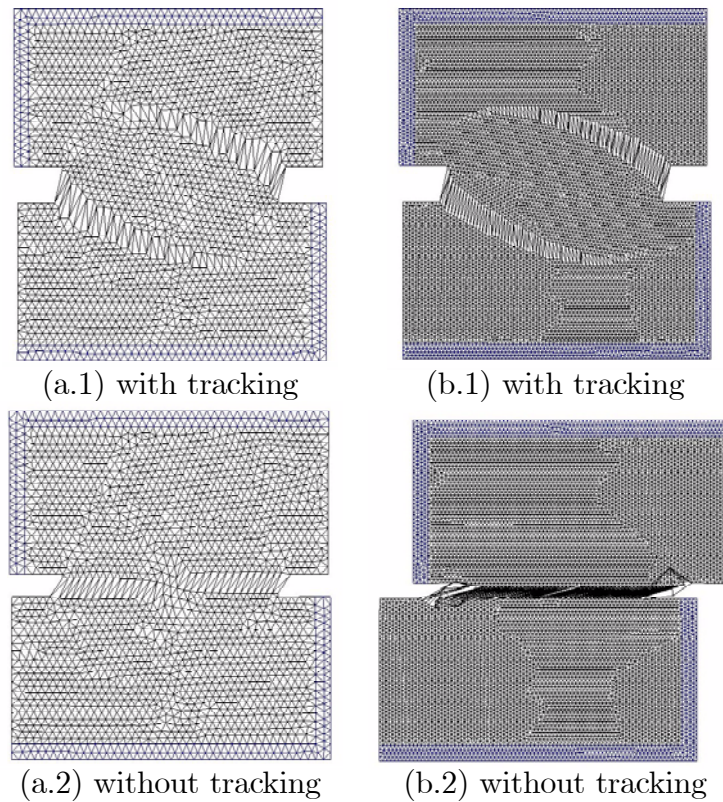 (a.1) with tracking
(b.1) with tracking
(a.2) without tracking
(b.2) without tracking